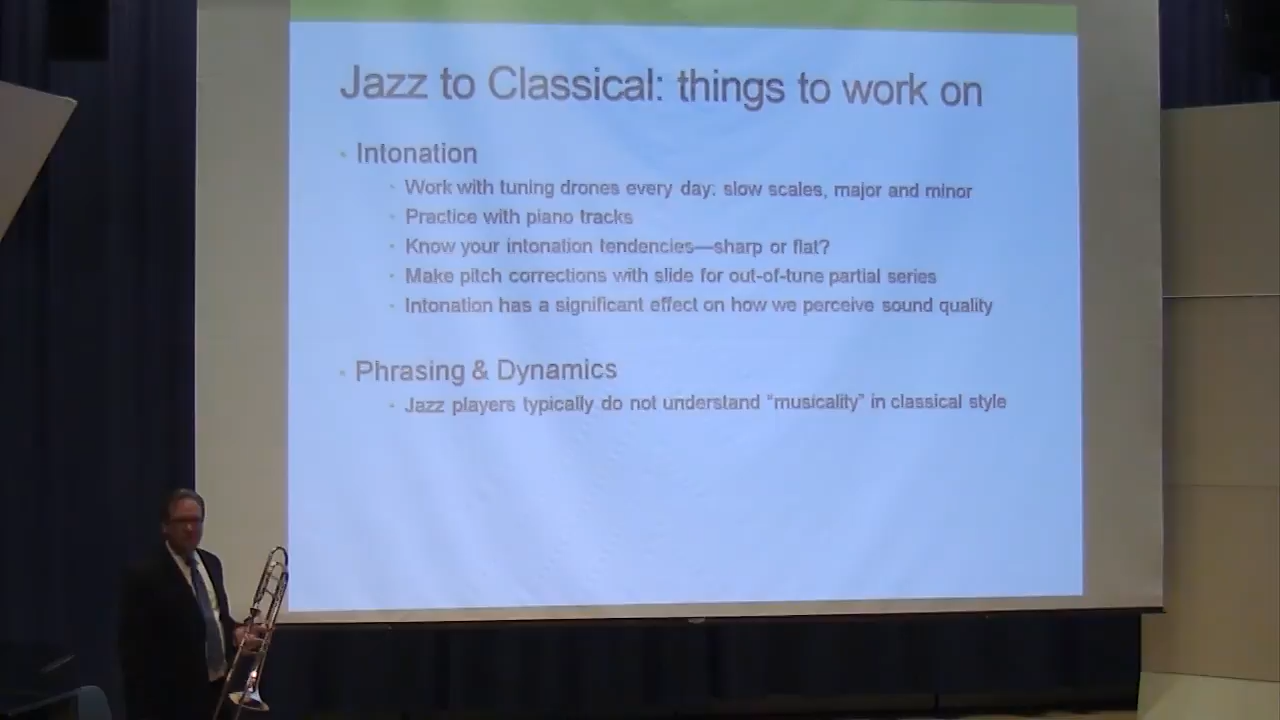 Jazz to Classical: things to work on
Intonation
Work with tuning drones every day: slow scales, major and minor
Practice with piano tracks
Know your intonation tendencies—sharp or flat?
Make pitch corrections with slide for out-of-tune partial series
Intonation has a significant effect on how we perceive sound quality
Phrasing & Dynamics
Jazz players typically do not understand "musicality" in classical style